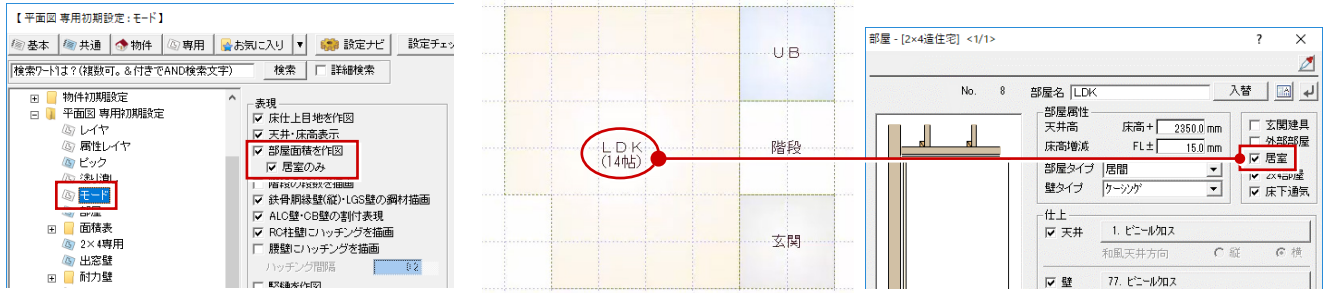 【 平面図 専用初期設定 : モード 】
基本 共通 物件 専用 お気に入り ▼ 設定ナビ
検索ワードは？(複数可。& 付きでAND検索文字) 検索 詳細検索
物件初期設定
平面図 専用初期設定
レイヤ
属性レイヤ
ピック
モード
面積表
2×4専用
出窓壁
耐力壁
表現
床仕上目地を作図
天井・床高表示
部屋面積を作図
居室のみ
階段の段数を描画
鉄骨胴縁壁(縦)・LGS壁の鋼材描画
ALC壁・CB壁の割付表現
RC柱壁にハッチングを描画
腰壁にハッチングを描画
ハッチング間隔 0.2
UB
LDK
(14帖)
階段
玄関
部屋 - [2×4造住宅] <1/1> ? ×
No. 8 部屋名 LDK 入替
部屋属性
天井高 床高+ 2350.0 mm
床高増減 FL± 15.0 mm
部屋タイプ 居間
壁タイプ ケーシング
玄関建具
外部部屋
居室
2×4部屋
床下通気
仕上
天井 1. ビニールクロス
和風天井方向 縦 横
壁 77. ビニールクロス